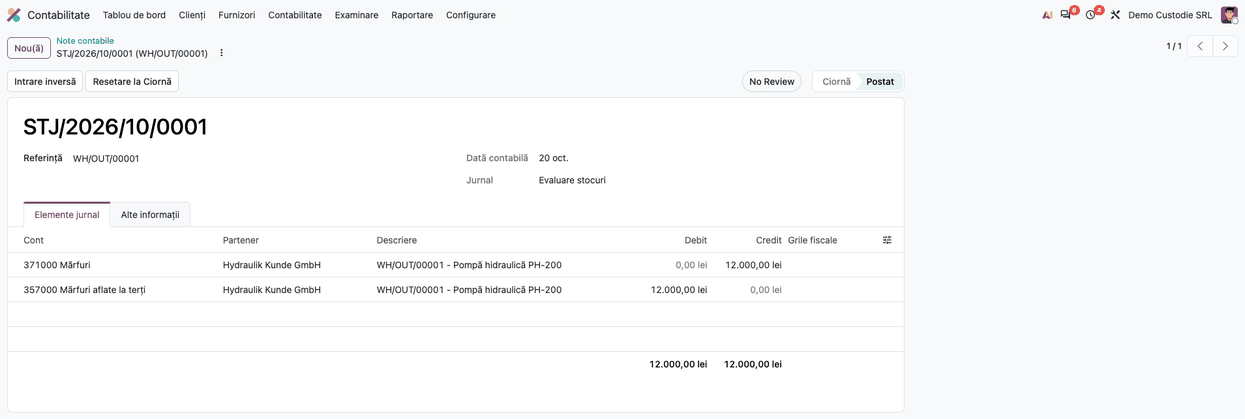 Contabilitate Tablou de bord Clienți Furnizori Contabilitate Examinare Raportare Configurare AI 6 4 Demo Custodie SRL
Nou(ă) Note contabile
STJ/2026/10/0001 (WH/OUT/00001)
1 / 1
Intrare inversă Resetare la Ciornă No Review Ciornă Postat
STJ/2026/10/0001
Referință WH/OUT/00001 Dată contabilă 20 oct.
Jurnal Evaluare stocuri
Elemente jurnal Alte informații
Cont Partener Descriere Debit Credit Grile fiscale
371000 Mărfuri Hydraulik Kunde GmbH WH/OUT/00001 - Pompă hidraulică PH-200 0,00 lei 12.000,00 lei
357000 Mărfuri aflate la terți Hydraulik Kunde GmbH WH/OUT/00001 - Pompă hidraulică PH-200 12.000,00 lei 0,00 lei
12.000,00 lei 12.000,00 lei